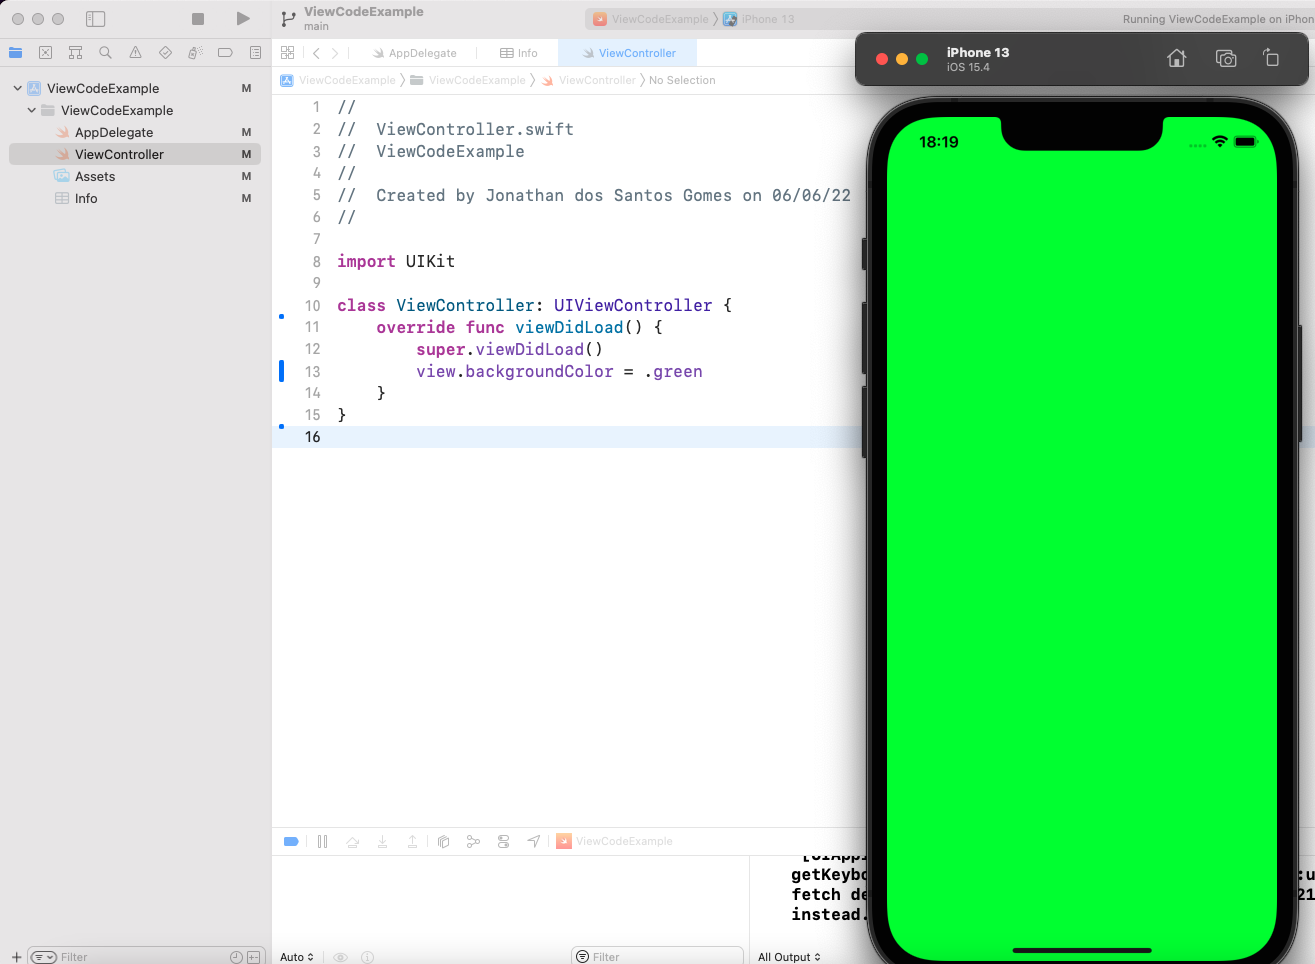 ViewCodeExample
main
ViewCodeExample
iPhone 13
Running ViewCodeExample on iPhon
AppDelegate
Info
ViewController
ViewCodeExample
ViewCodeExample
ViewController
No Selection
ViewCodeExample M
ViewCodeExample
AppDelegate M
ViewController M
Assets M
Info M
1 //
2 //  ViewController.swift
3 //  ViewCodeExample
4 //
5 //  Created by Jonathan dos Santos Gomes on 06/06/22
6 //
7
8 import UIKit
9
10 class ViewController: UIViewController {
11     override func viewDidLoad() {
12         super.viewDidLoad()
13         view.backgroundColor = .green
14     }
15 }
16
iPhone 13
iOS 15.4
18:19
ViewCodeExample
getKeybo :u
fetch de 21
instead.
Filter
Auto
Filter
All Output